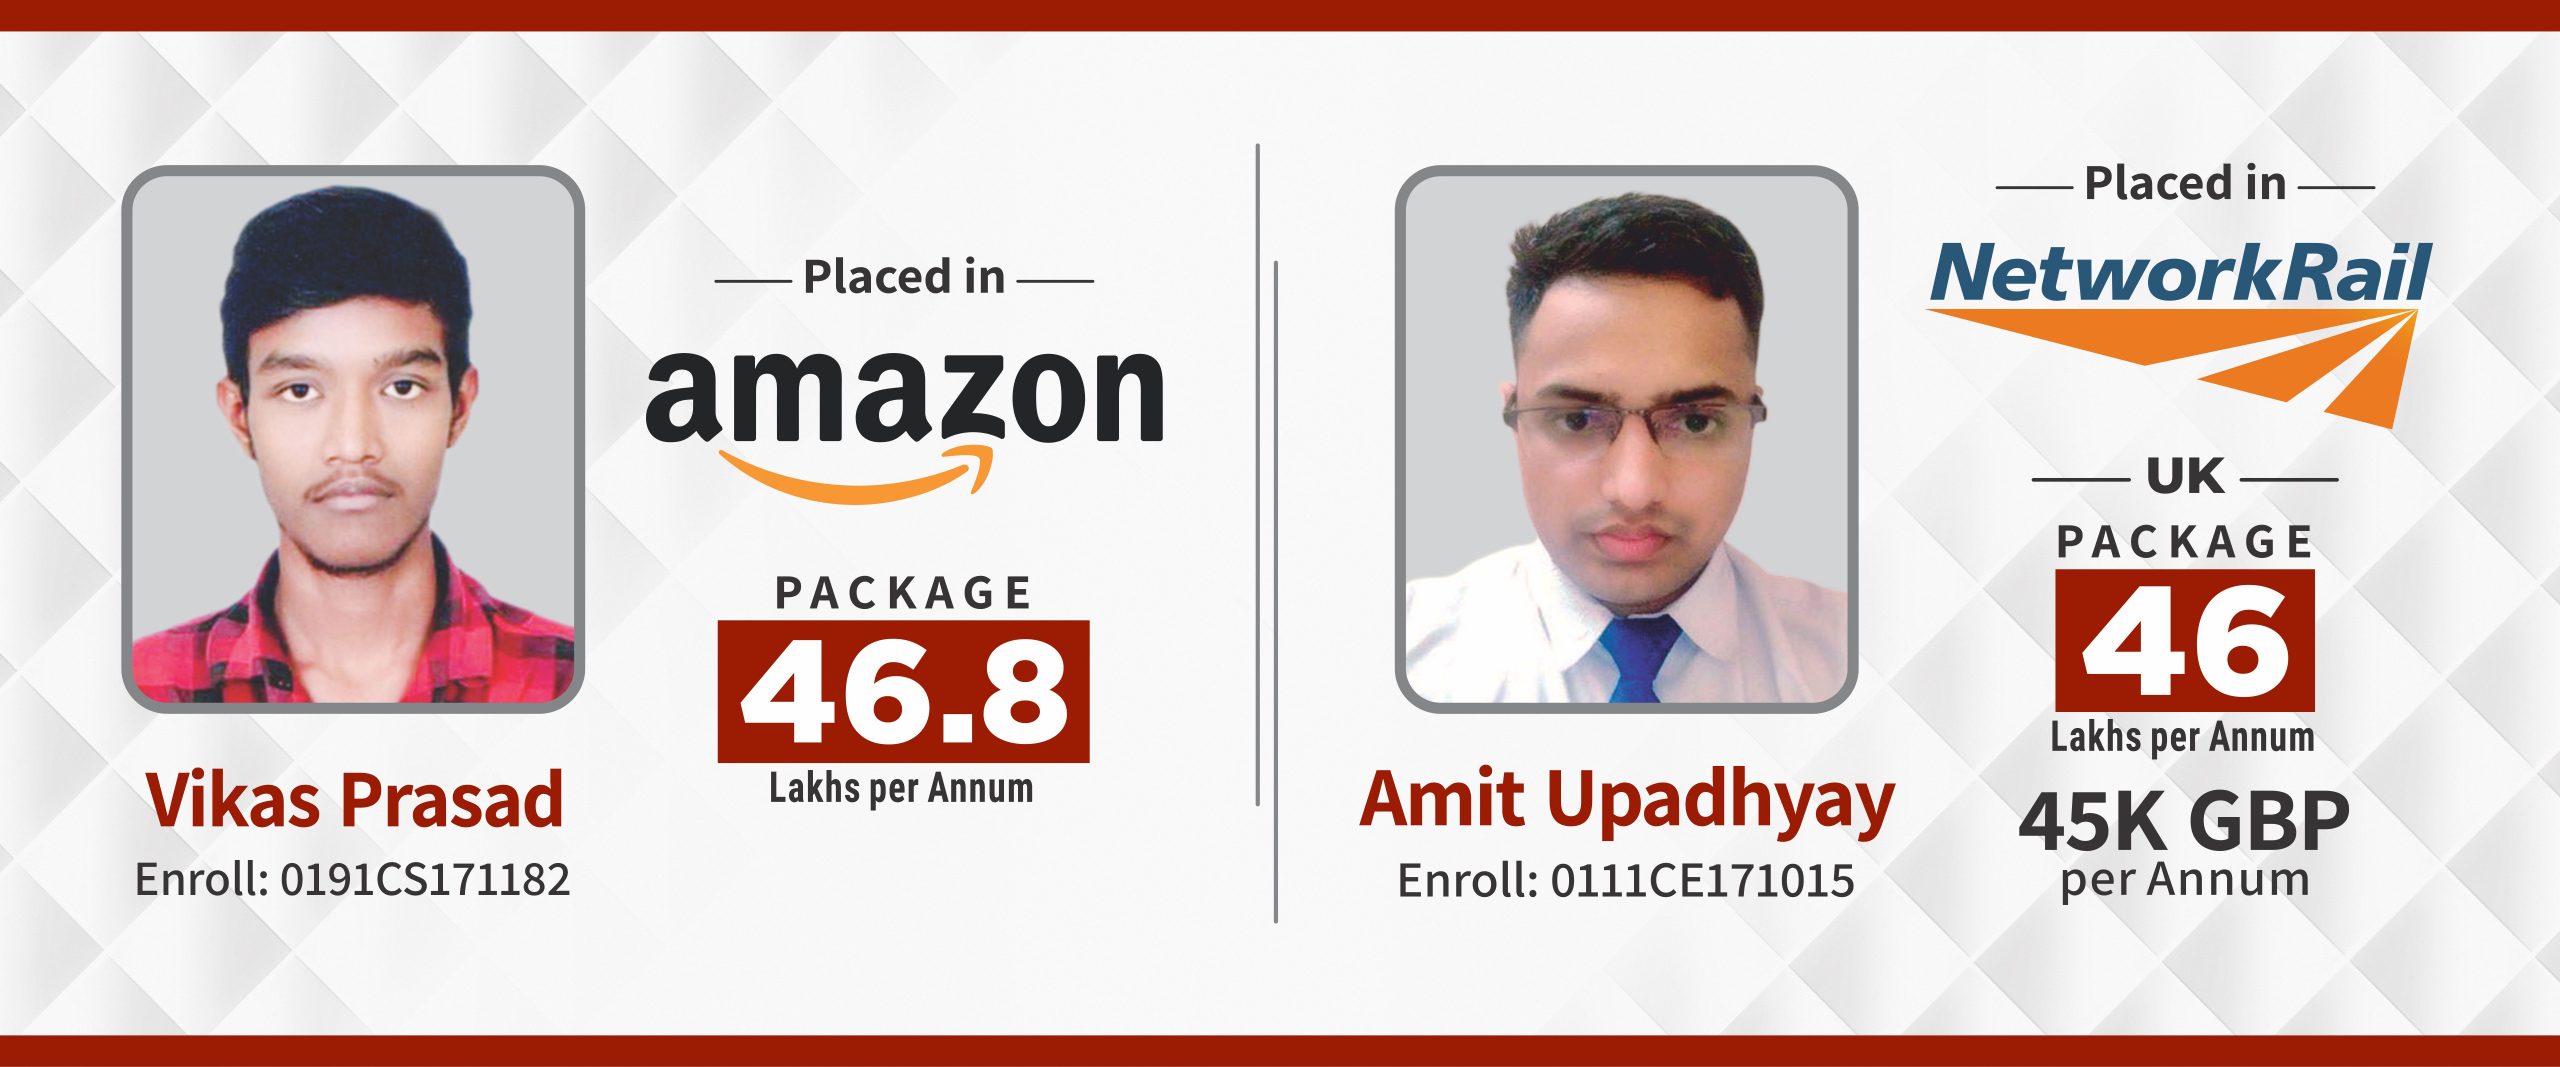 Vikas Prasad
Enroll: 0191CS171182
Placed in
amazon
PACKAGE
46.8
Lakhs per Annum
Amit Upadhyay
Enroll: 0111CE171015
Placed in
NetworkRail
UK
PACKAGE
46
Lakhs per Annum
45K GBP
per Annum